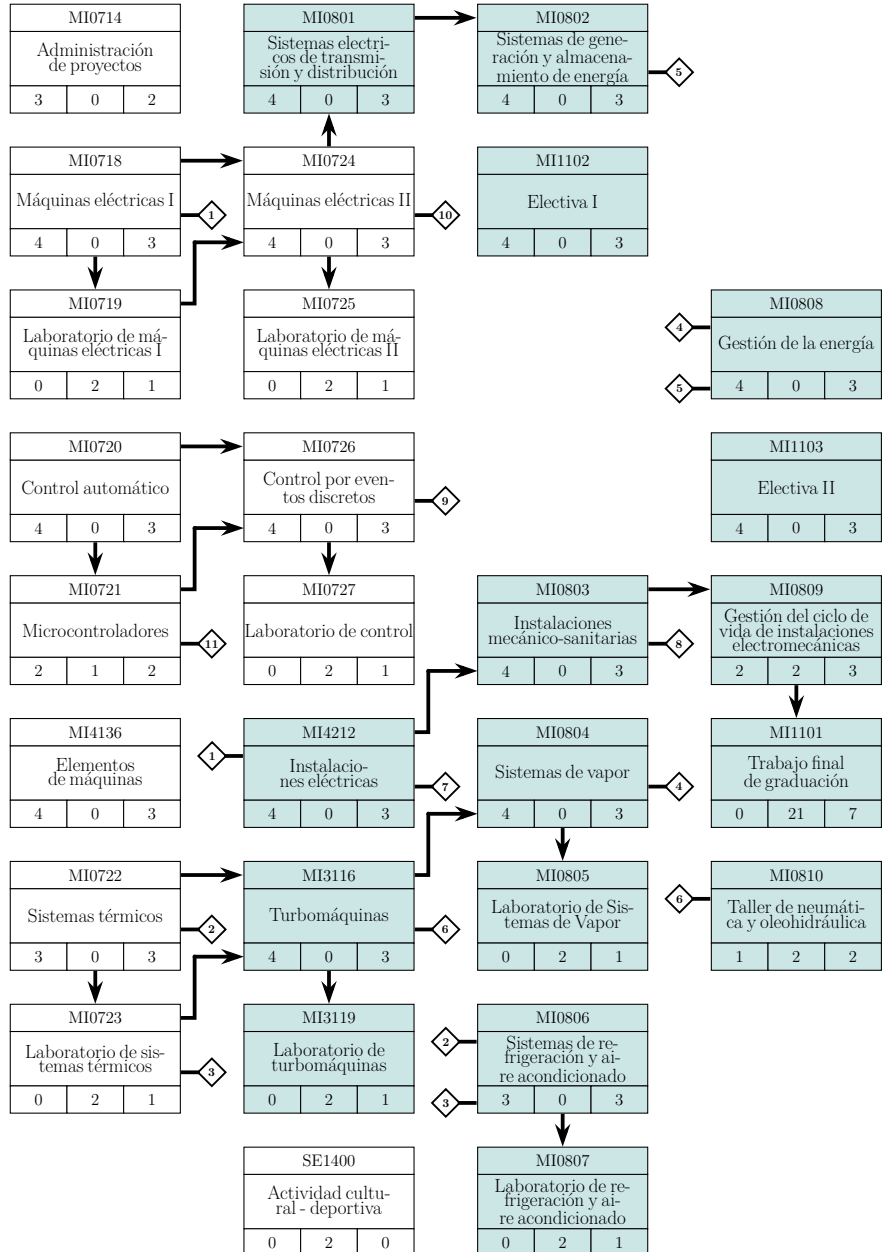 MI0714
Administración
de proyectos
3 0 2
MI0801
Sistemas electri-
cos de transmi-
sión y distribución
4 0 3
MI0802
Sistemas de gene-
ración y almacena-
miento de energía
4 0 3
5
MI0718
Máquinas eléctricas I
4 0 3
1
MI0724
Máquinas eléctricas II
4 0 3
10
MI1102
Electiva I
4 0 3
MI0719
Laboratorio de má-
quinas eléctricas I
0 2 1
MI0725
Laboratorio de má-
quinas eléctricas II
0 2 1
4
5
MI0808
Gestión de la energía
4 0 3
MI0720
Control automático
4 0 3
MI0726
Control por even-
tos discretos
4 0 3
9
MI1103
Electiva II
4 0 3
MI0721
Microcontroladores
2 1 2
11
MI0727
Laboratorio de control
0 2 1
MI0803
Instalaciones
mecánico-sanitarias
4 0 3
8
MI0809
Gestión del ciclo de
vida de instalaciones
electromecánicas
2 2 3
MI4136
Elementos
de máquinas
4 0 3
1
MI4212
Instalacio-
nes eléctricas
4 0 3
7
MI0804
Sistemas de vapor
4 0 3
4
MI1101
Trabajo final
de graduación
0 21 7
MI0722
Sistemas térmicos
3 0 3
2
MI3116
Turbomáquinas
4 0 3
6
MI0805
Laboratorio de Sis-
temas de Vapor
0 2 1
6
MI0810
Taller de neumáti-
ca y oleohidráulica
1 2 2
MI0723
Laboratorio de sis-
temas térmicos
0 2 1
3
MI3119
Laboratorio de
turbomáquinas
0 2 1
2
3
MI0806
Sistemas de re-
frigeración y ai-
re acondicionado
3 0 3
SE1400
Actividad cultu-
ral - deportiva
0 2 0
MI0807
Laboratorio de re-
frigeración y ai-
re acondicionado
0 2 1